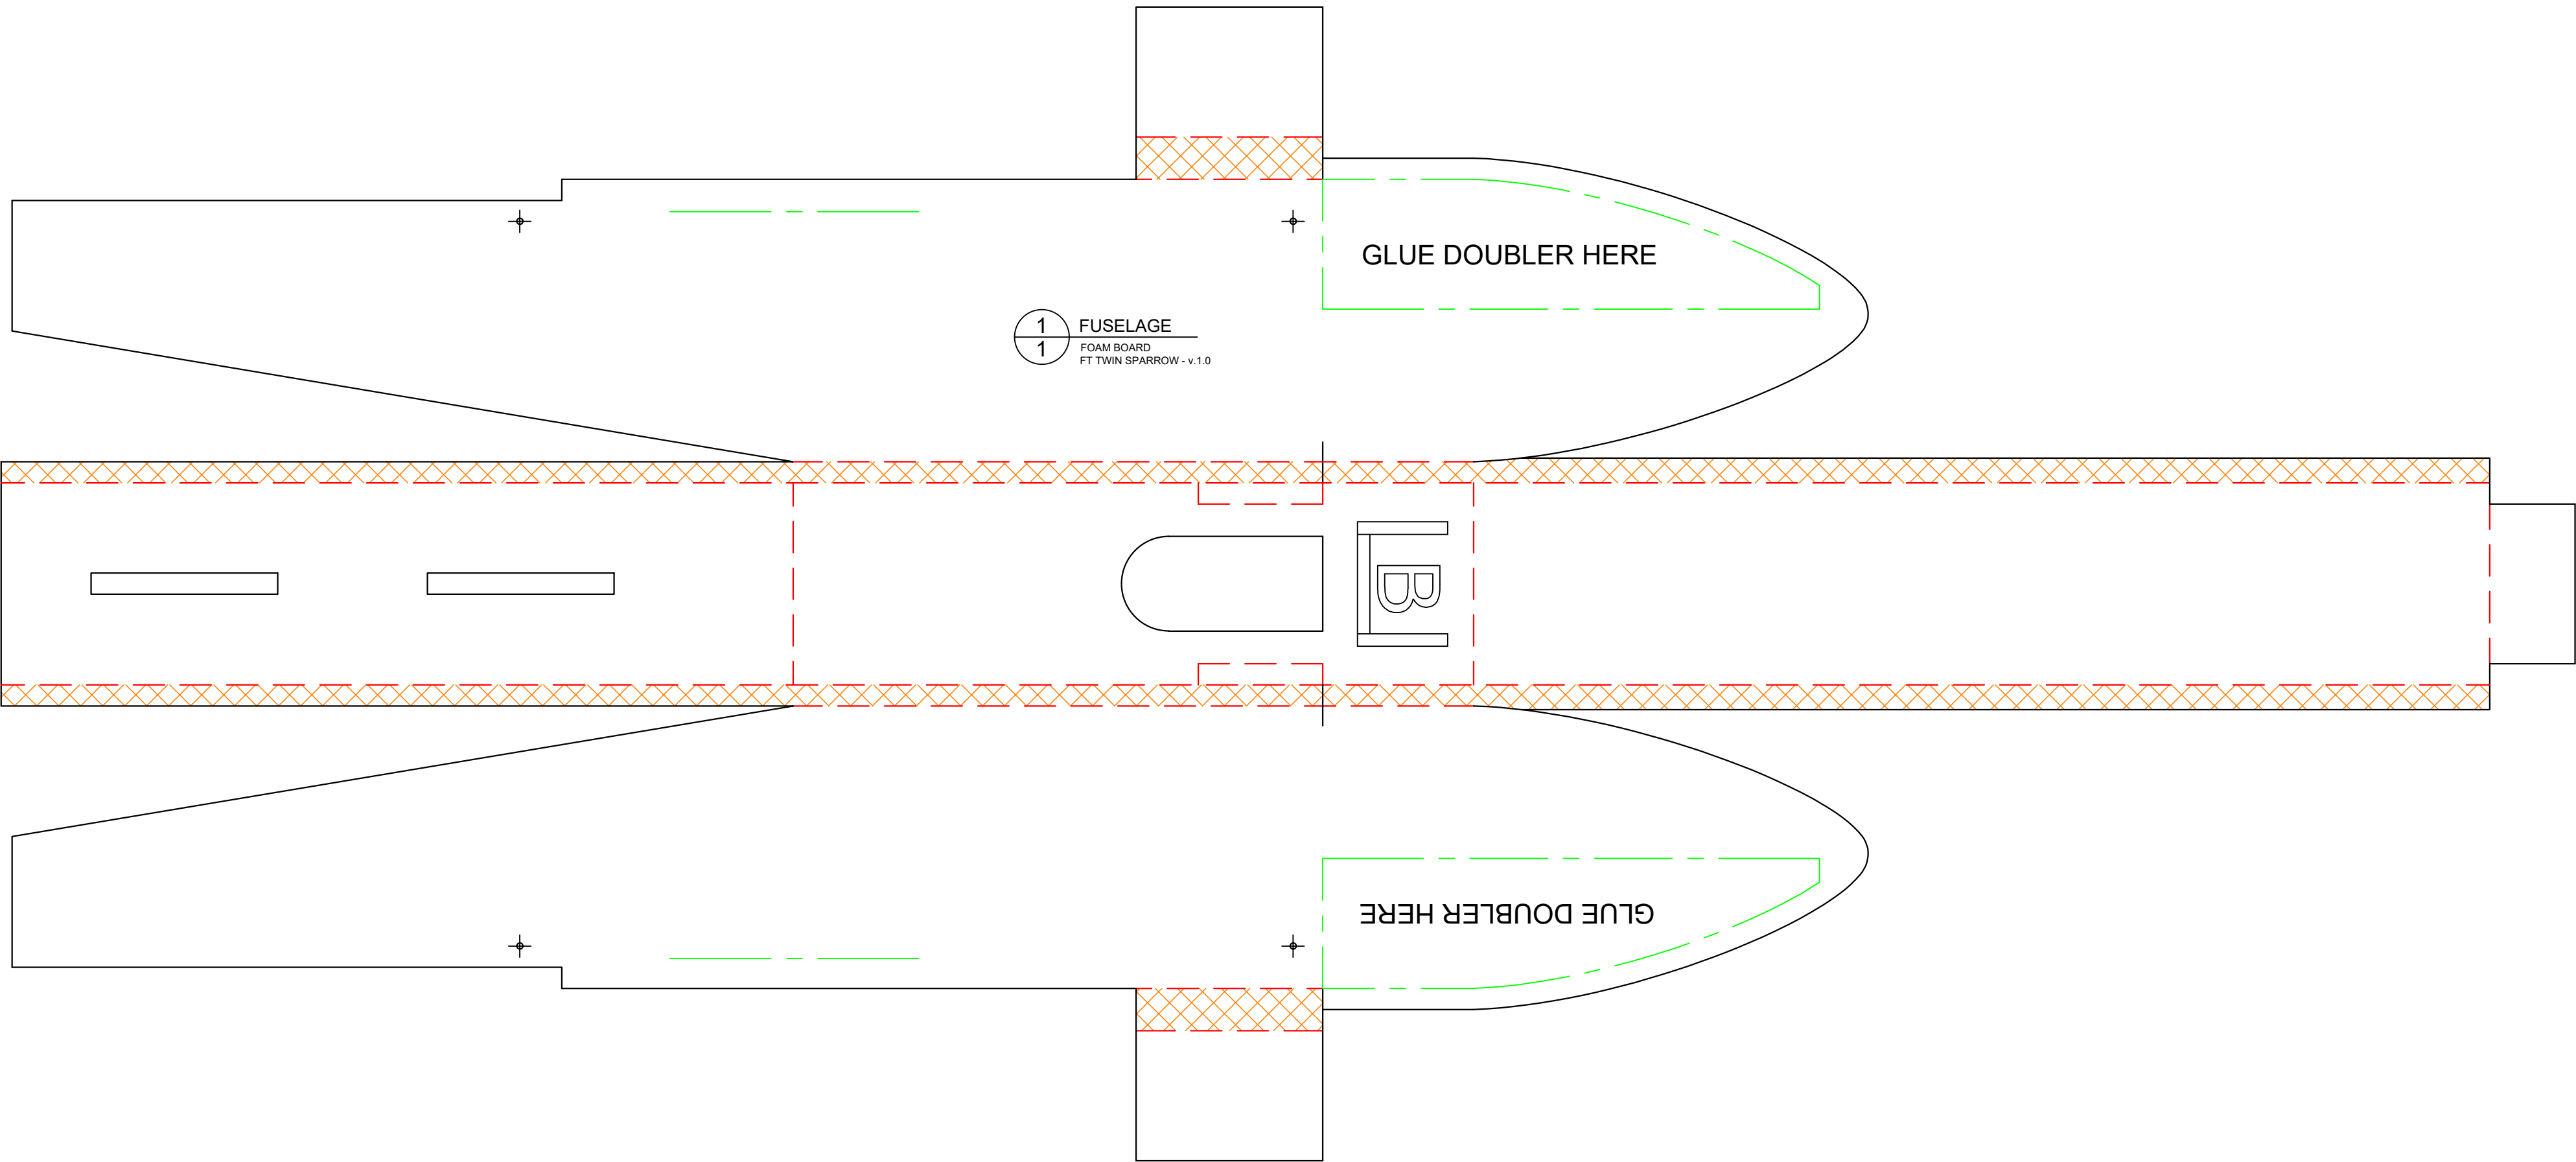 GLUE DOUBLER HERE
1
FUSELAGE
1
FOAM BOARD
FT TWIN SPARROW - v.1.0
B
GLUE DOUBLER HERE